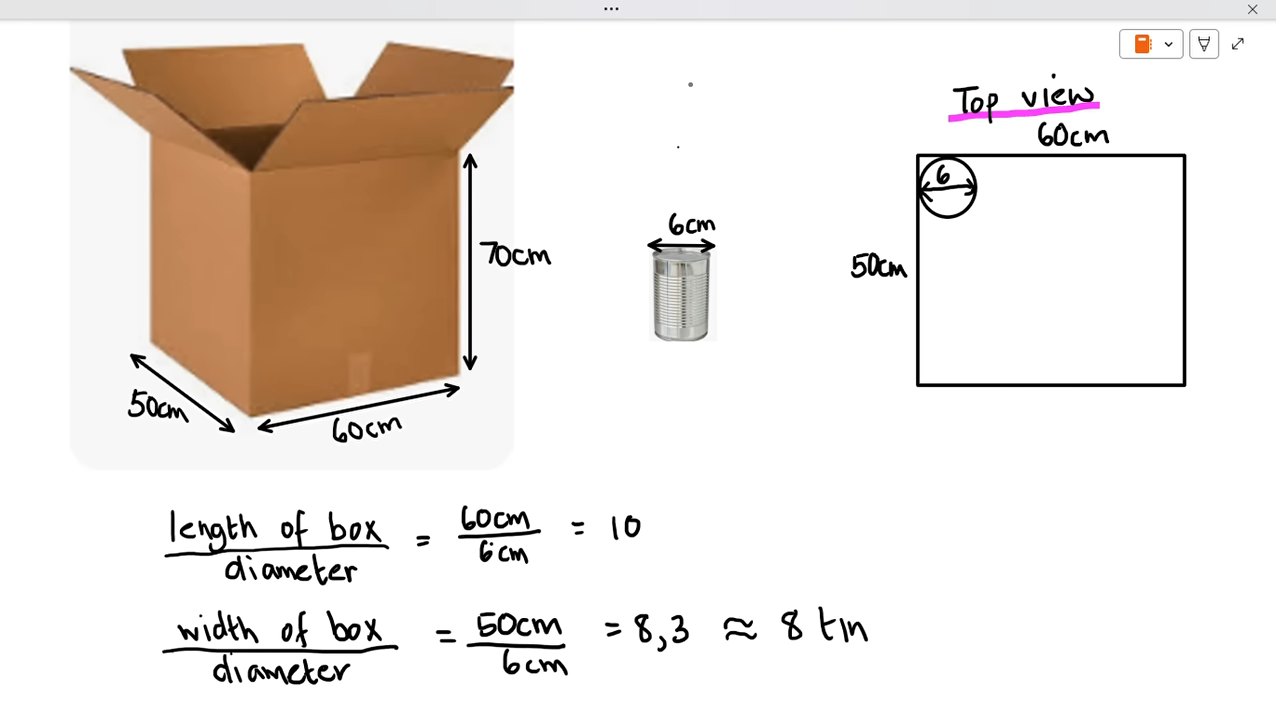 Top view
60cm
6
6cm
70cm
50cm
50cm
60cm
length of box / diameter = 60cm / 6cm = 10
width of box / diameter = 50cm / 6cm = 8,3 ≈ 8 tin